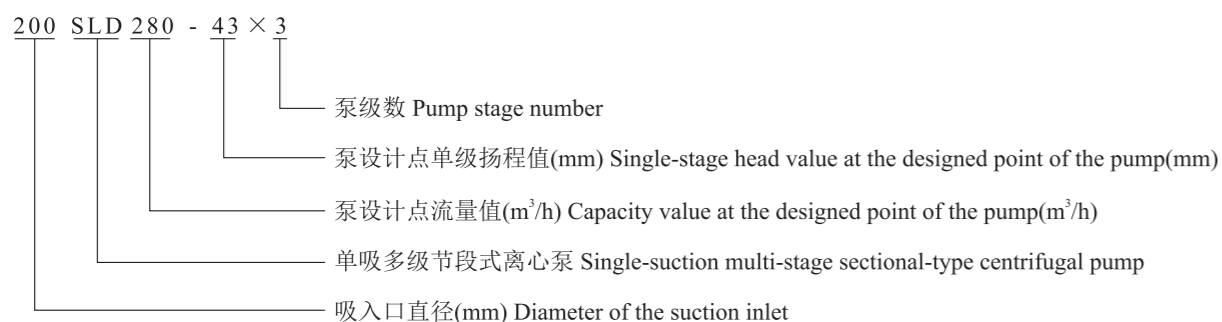 200 SLD 280 - 43 × 3
泵级数 Pump stage number
泵设计点单级扬程值(mm) Single-stage head value at the designed point of the pump(mm)
泵设计点流量值(m³/h) Capacity value at the designed point of the pump(m³/h)
单吸多级节段式离心泵 Single-suction multi-stage sectional-type centrifugal pump
吸入口直径(mm) Diameter of the suction inlet